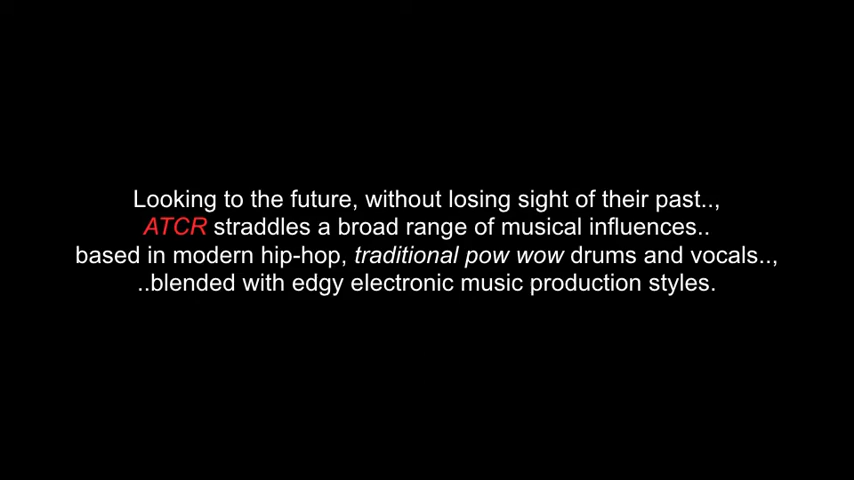 Looking to the future, without losing sight of their past..,
ATCR straddles a broad range of musical influences..
based in modern hip-hop, traditional pow wow drums and vocals..,
..blended with edgy electronic music production styles.